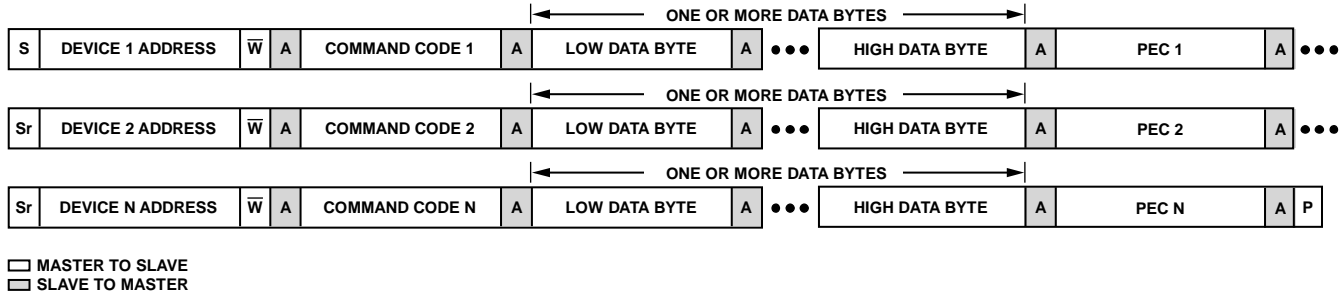 ONE OR MORE DATA BYTES
S DEVICE 1 ADDRESS W̅ A COMMAND CODE 1 A LOW DATA BYTE A ••• HIGH DATA BYTE A PEC 1 A •••
ONE OR MORE DATA BYTES
Sr DEVICE 2 ADDRESS W̅ A COMMAND CODE 2 A LOW DATA BYTE A ••• HIGH DATA BYTE A PEC 2 A •••
ONE OR MORE DATA BYTES
Sr DEVICE N ADDRESS W̅ A COMMAND CODE N A LOW DATA BYTE A ••• HIGH DATA BYTE A PEC N A P
MASTER TO SLAVE
SLAVE TO MASTER